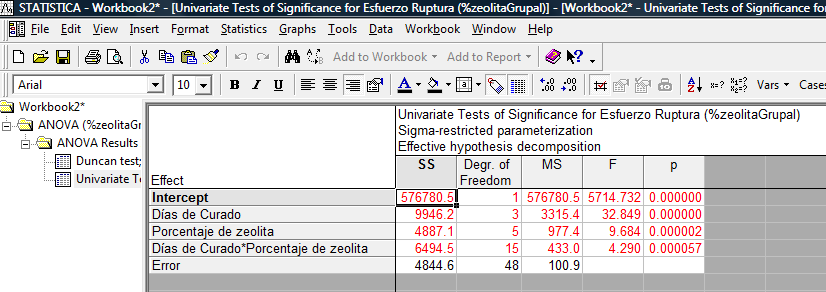 STATISTICA - Workbook2* - [Univariate Tests of Significance for Esfuerzo Ruptura (%zeolitaGrupal)] - [Workbook2* - Univariate Tests of Significance for
File Edit View Insert Format Statistics Graphs Tools Data Workbook Window Help
Add to Workbook Add to Report
Arial 10 B I U A Vars Cases
Workbook2*
ANOVA (%zeolitaGr
ANOVA Results
Duncan test;
Univariate T
Univariate Tests of Significance for Esfuerzo Ruptura (%zeolitaGrupal)
Sigma-restricted parameterization
Effective hypothesis decomposition
Effect SS Degr. of Freedom MS F p
Intercept 576780.5 1 576780.5 5714.732 0.000000
Días de Curado 9946.2 3 3315.4 32.849 0.000000
Porcentaje de zeolita 4887.1 5 977.4 9.684 0.000002
Días de Curado*Porcentaje de zeolita 6494.5 15 433.0 4.290 0.000057
Error 4844.6 48 100.9